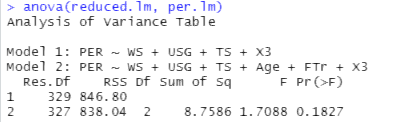 > anova(reduced.lm, per.lm)
Analysis of Variance Table

Model 1: PER ~ WS + USG + TS + X3
Model 2: PER ~ WS + USG + TS + Age + FTr + X3
  Res.Df    RSS Df Sum of Sq      F Pr(>F)
1    329 846.80
2    327 838.04  2    8.7586 1.7088 0.1827